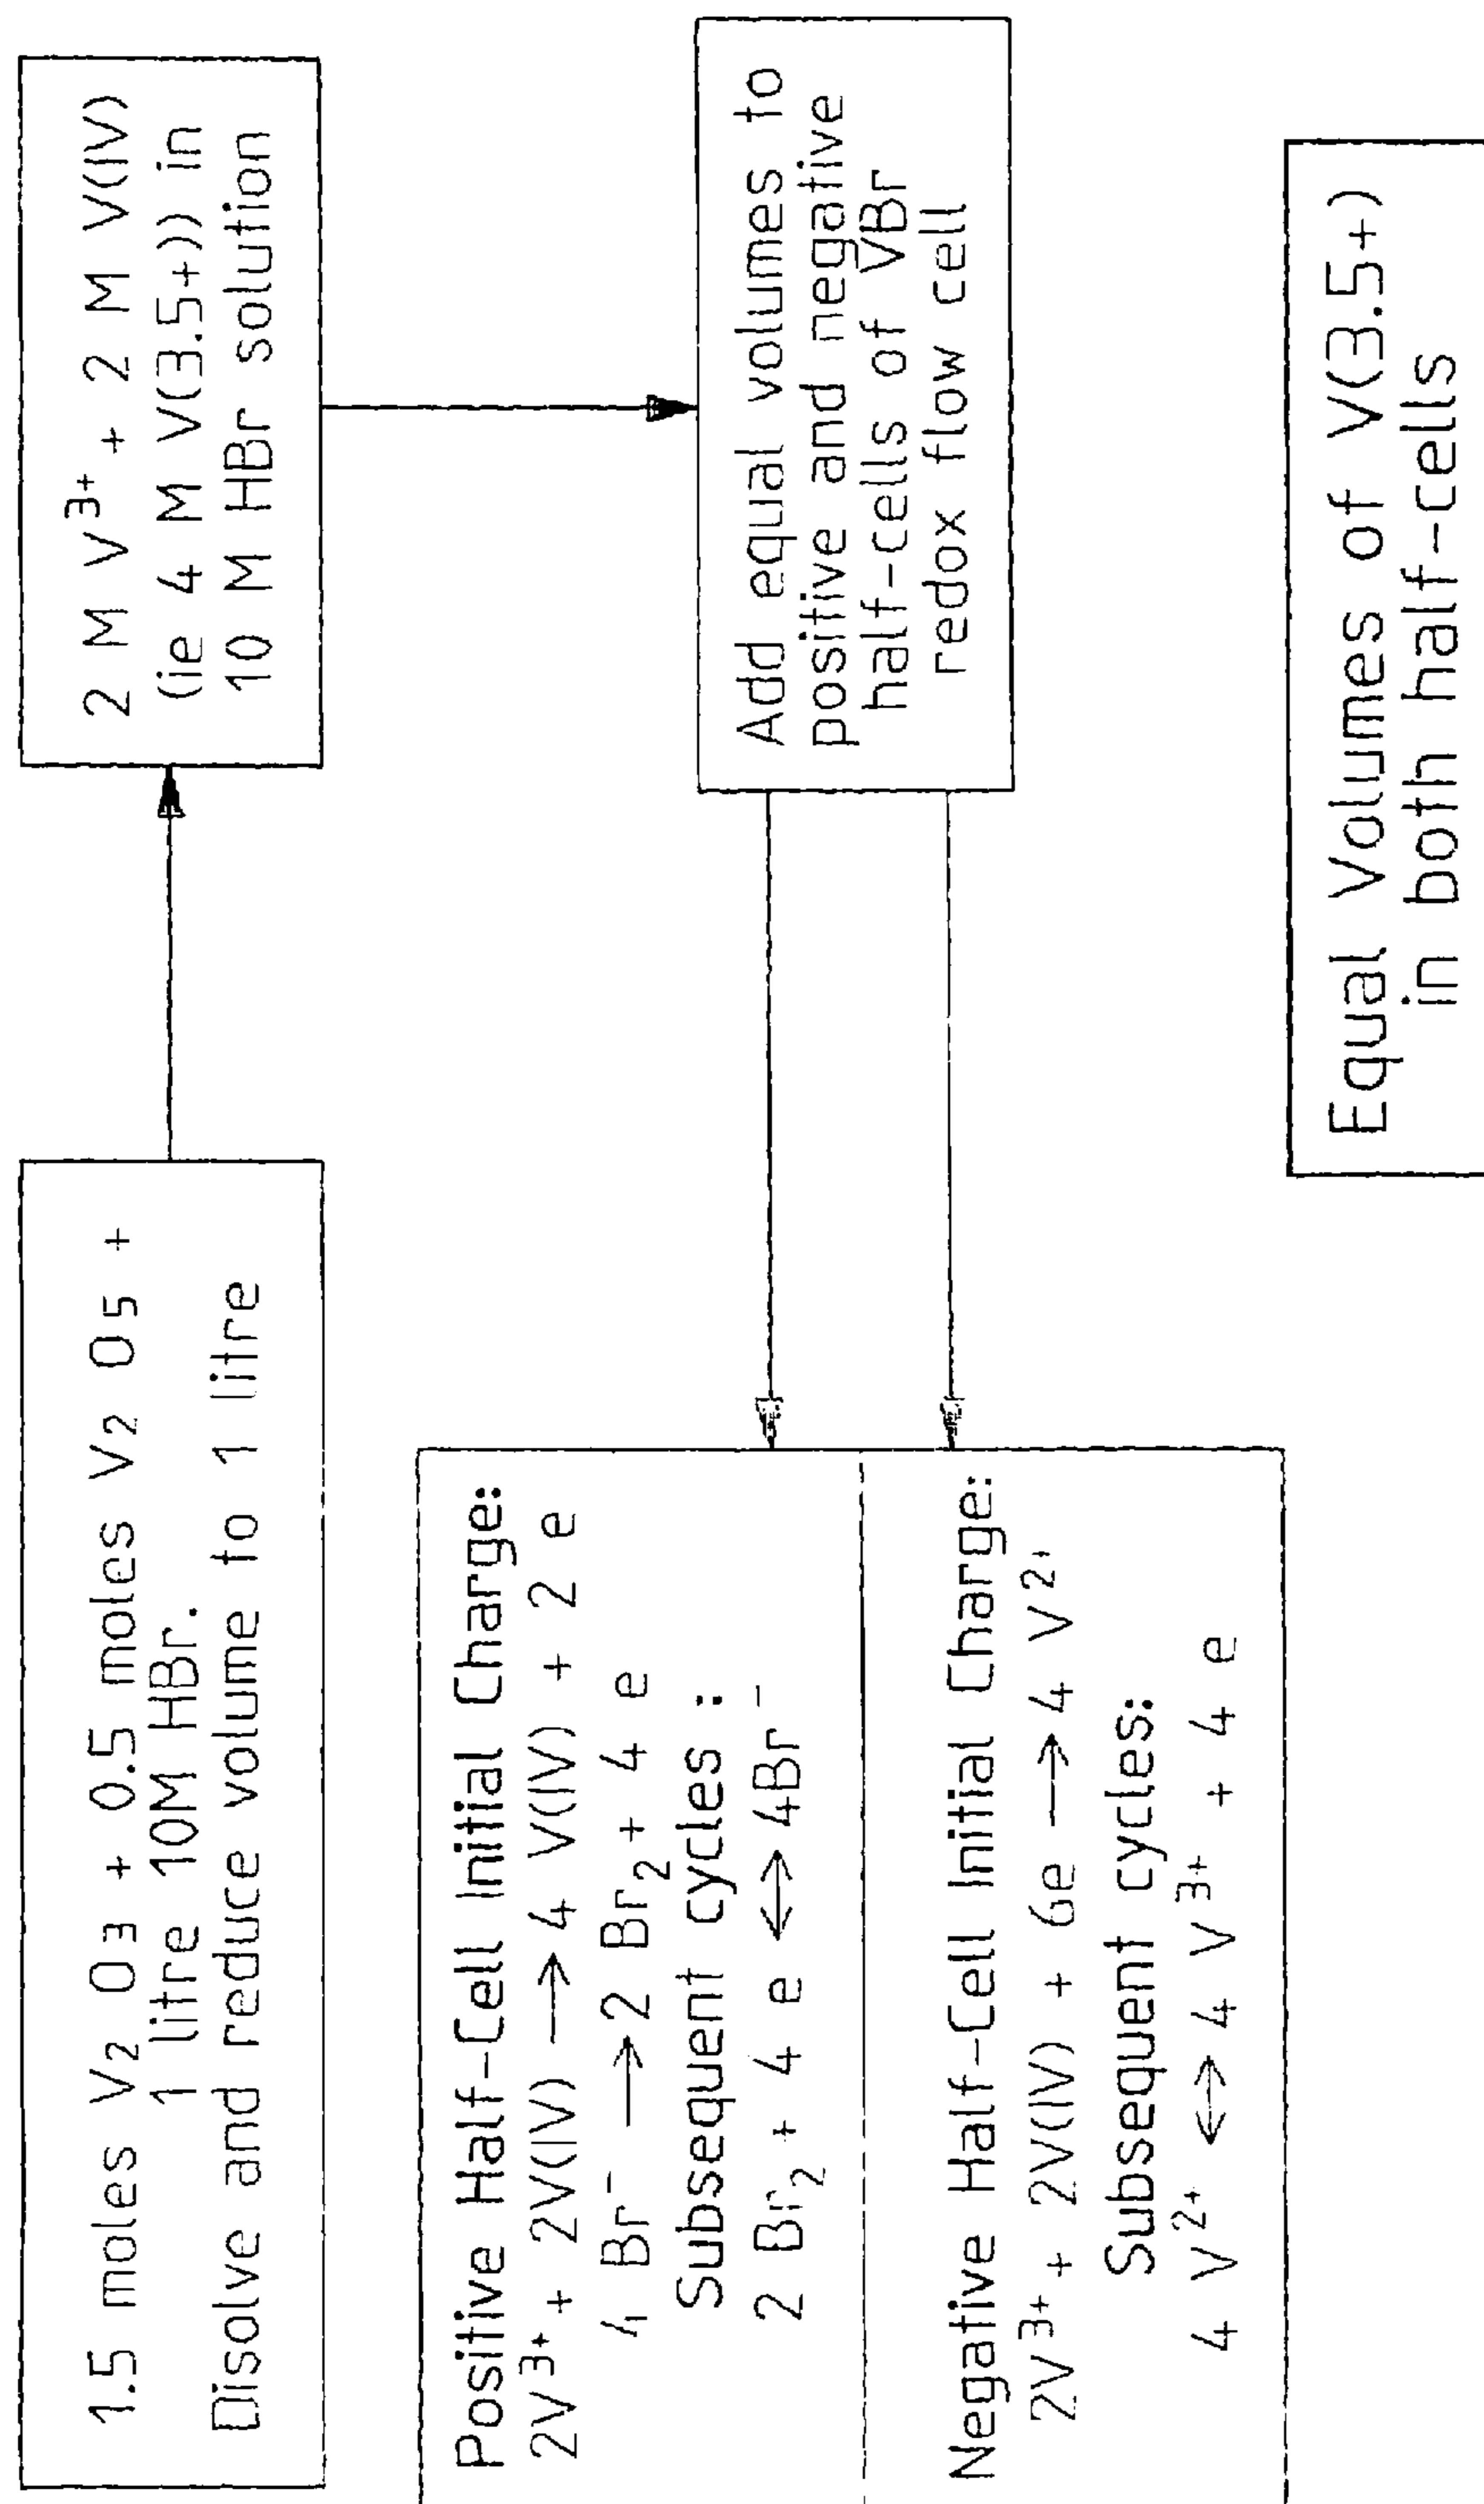 1.5 moles V₂ O₃ + 0.5 moles V₂ O₅ +
1 litre 10M HBr.
Disolve and reduce volume to 1 litre
2 M V³⁺ + 2 M V(IV)
(ie 4 M V(3.5+)) in
10 M HBr solution
Add equal volumes to
positive and negative
half-cells of VBr
redox flow cell
Positive Half-Cell Initial Charge:
2V³⁺ + 2V(IV) ⟶ 4 V(IV) + 2 e
4 Br⁻ ⟶ 2 Br₂ + 4 e
Subsequent cycles :
2 Br₂ + 4 e ⟷ 4Br⁻
Negative Half-Cell Initial Charge:
2V³⁺ + 2V(IV) + 6e ⟶ 4 V²⁺
Subsequent cycles:
4 V²⁺ ⟷ 4 V³⁺ + 4 e
Equal Volumes of V(3.5+)
in both half-cells